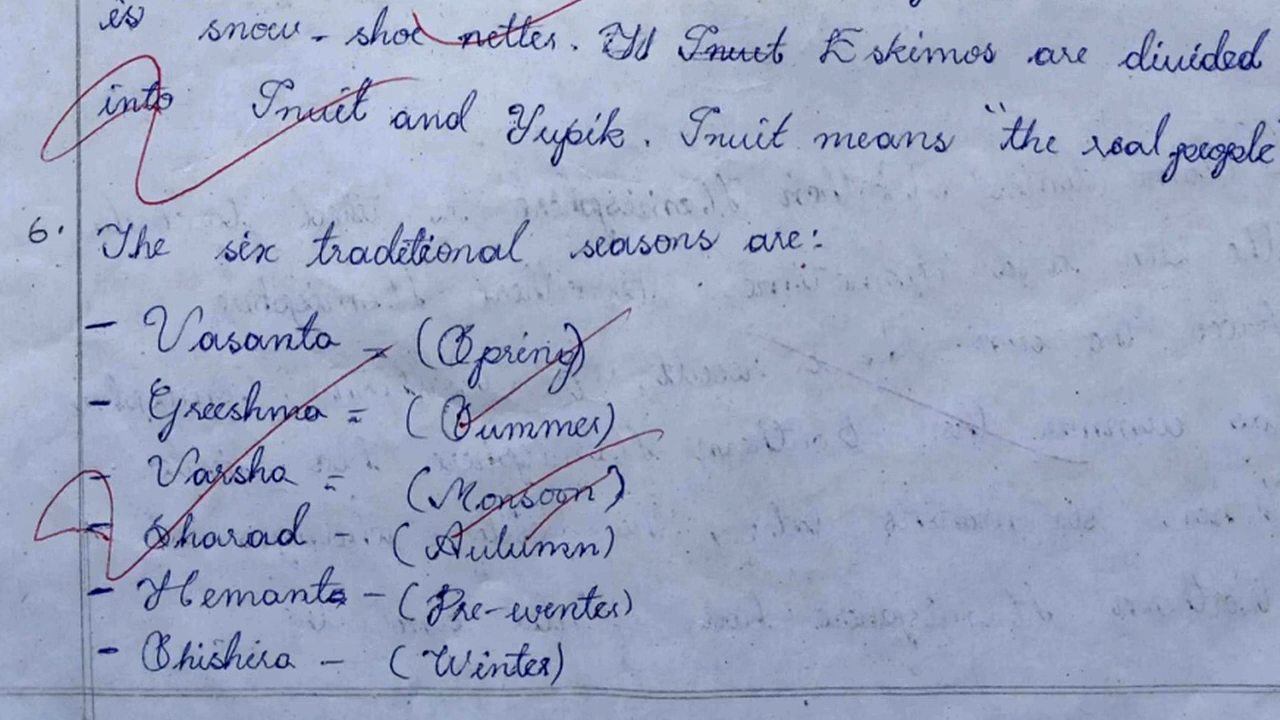 is snow-shoe netter. Inuit Eskimos are divided
into Inuit and Yupik. Inuit means "the real people"
6. The six traditional seasons are:
- Vasanta - (Spring)
- Greeshma = (Summer)
- Varsha = (Monsoon)
- Sharad - (Autumn)
- Hemanta - (Pre-wenter)
- Shishira - (Winter)